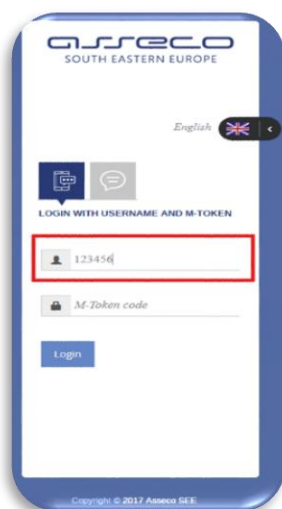 asseco
SOUTH EASTERN EUROPE
English
LOGIN WITH USERNAME AND M-TOKEN
123456
M-Token code
Login
Copyright © 2017 Asseco SEE